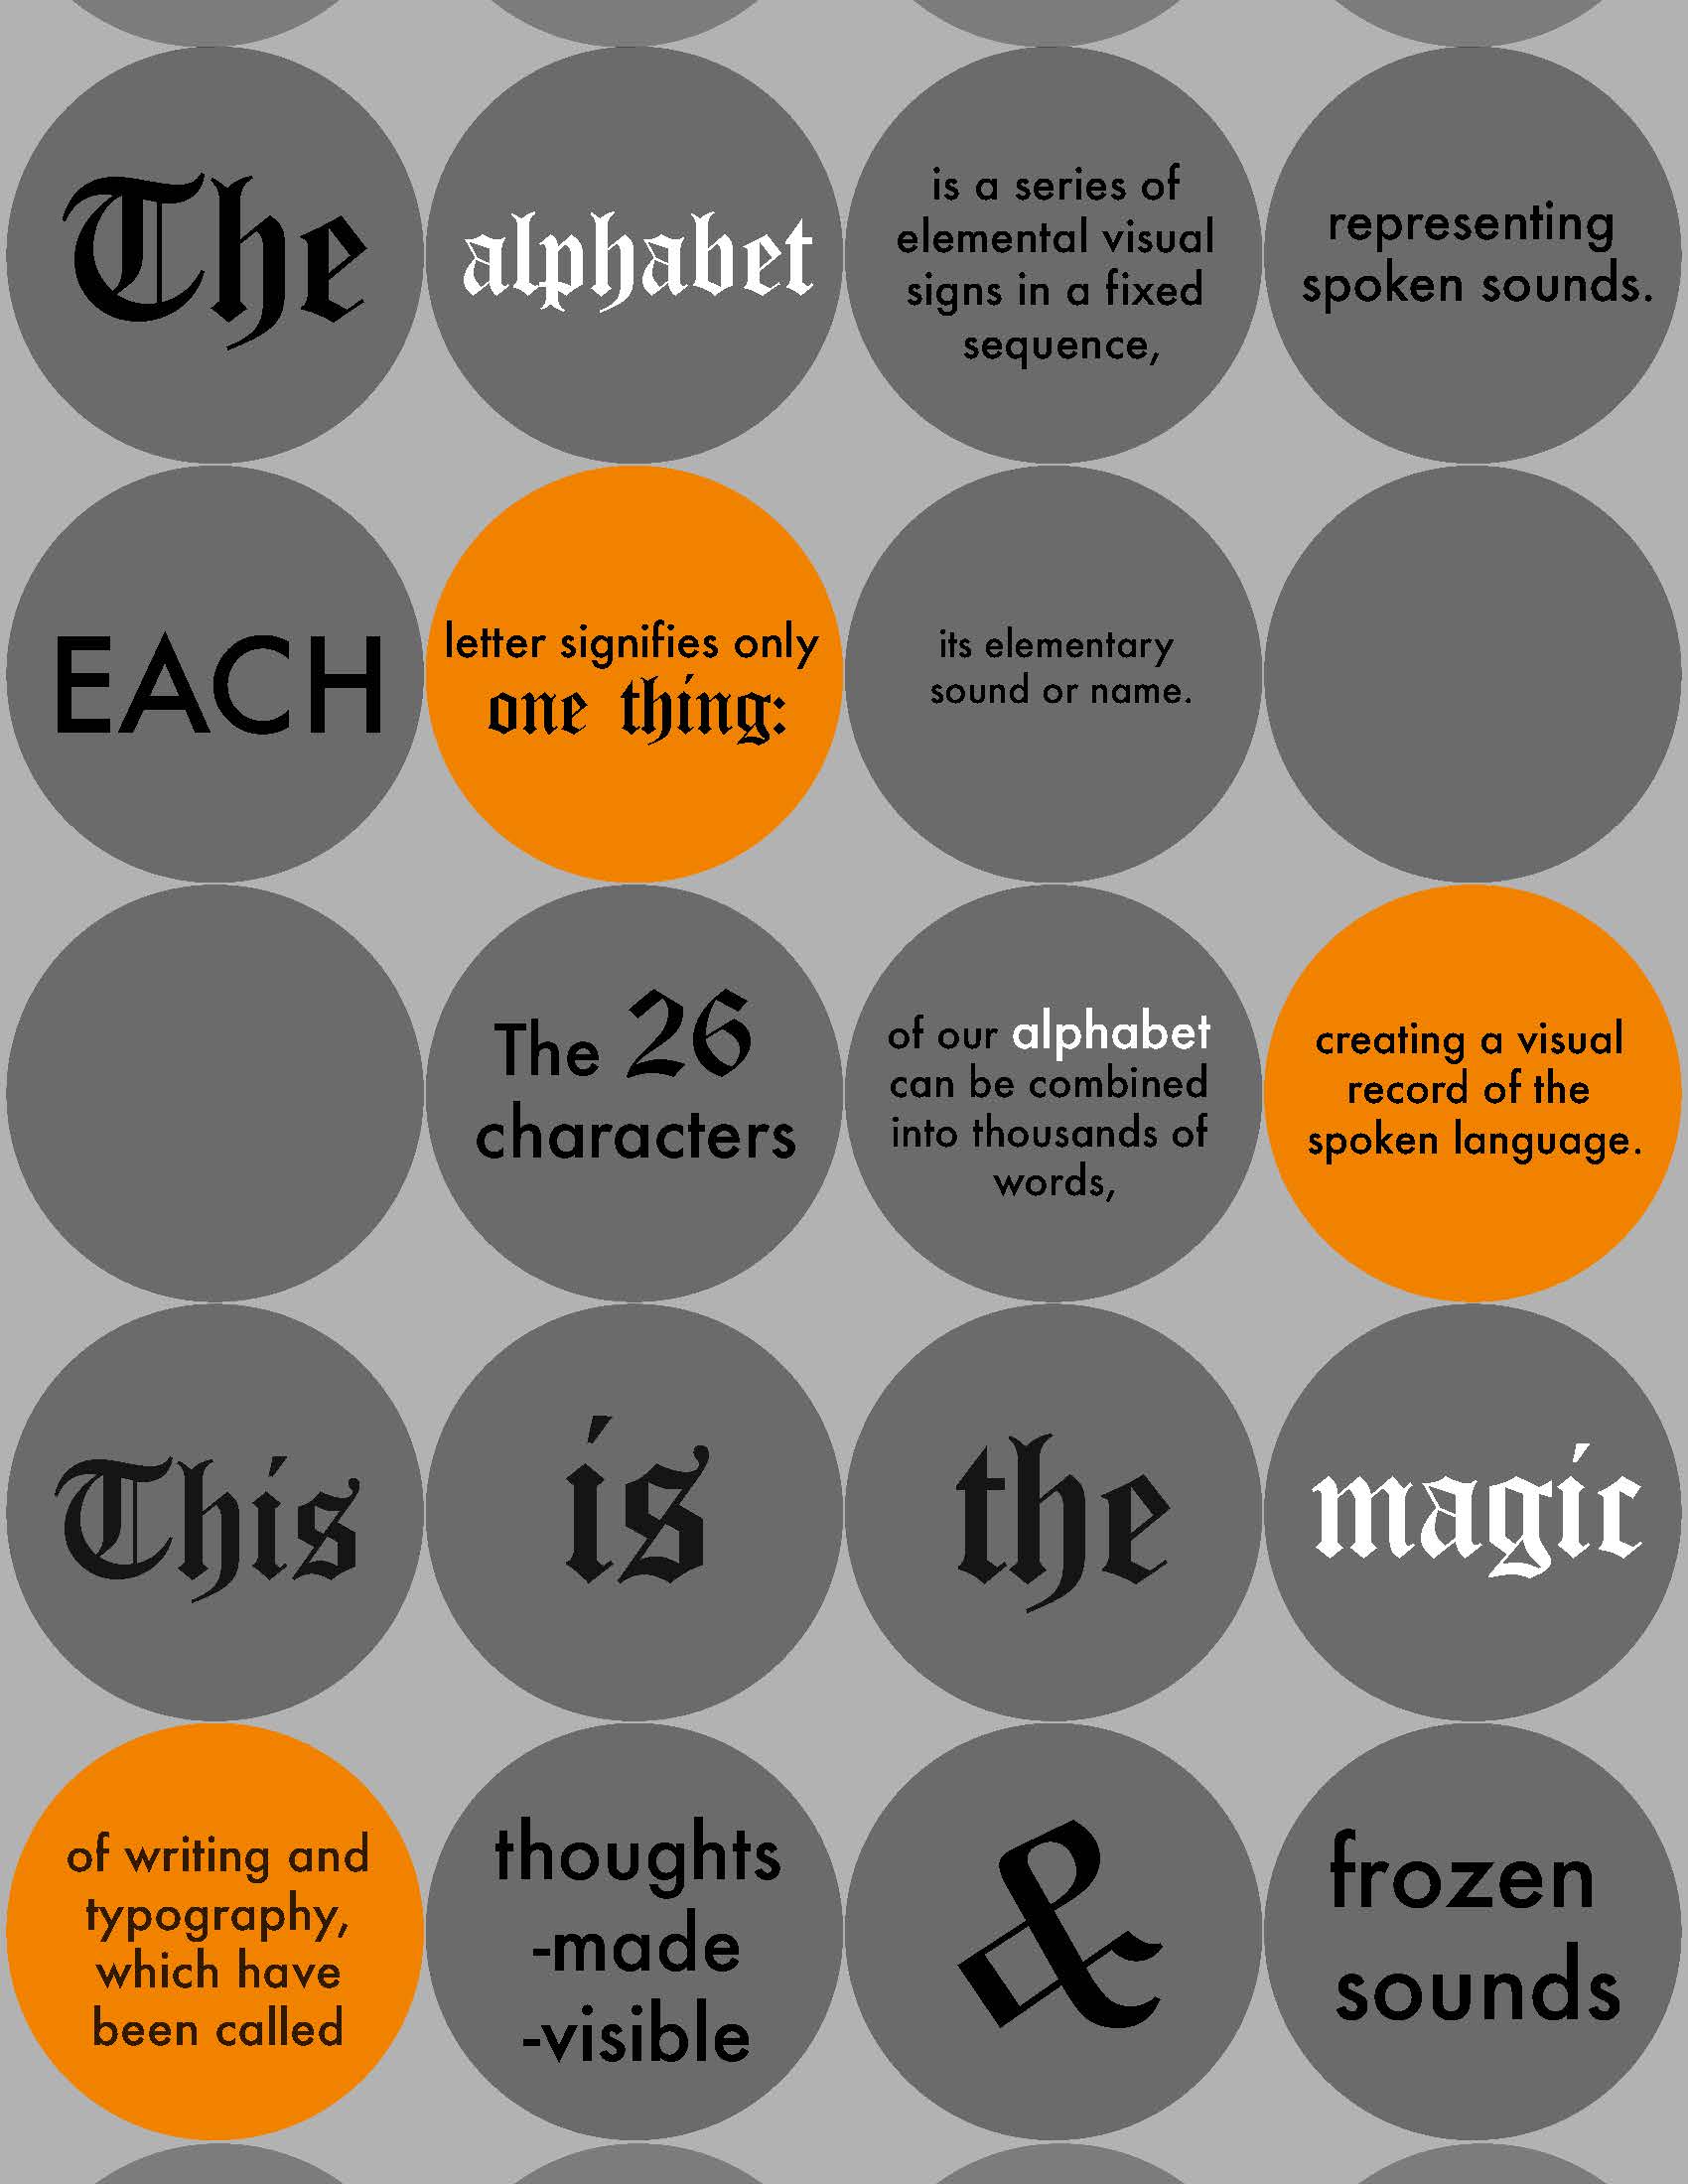 The
alphabet
is a series of
elemental visual
signs in a fixed
sequence,
representing
spoken sounds.
EACH
letter signifies only
one thing:
its elementary
sound or name.
The 26
characters
of our alphabet
can be combined
into thousands of
words,
creating a visual
record of the
spoken language.
This
is
the
magic
of writing and
typography,
which have
been called
thoughts
-made
-visible
&
frozen
sounds